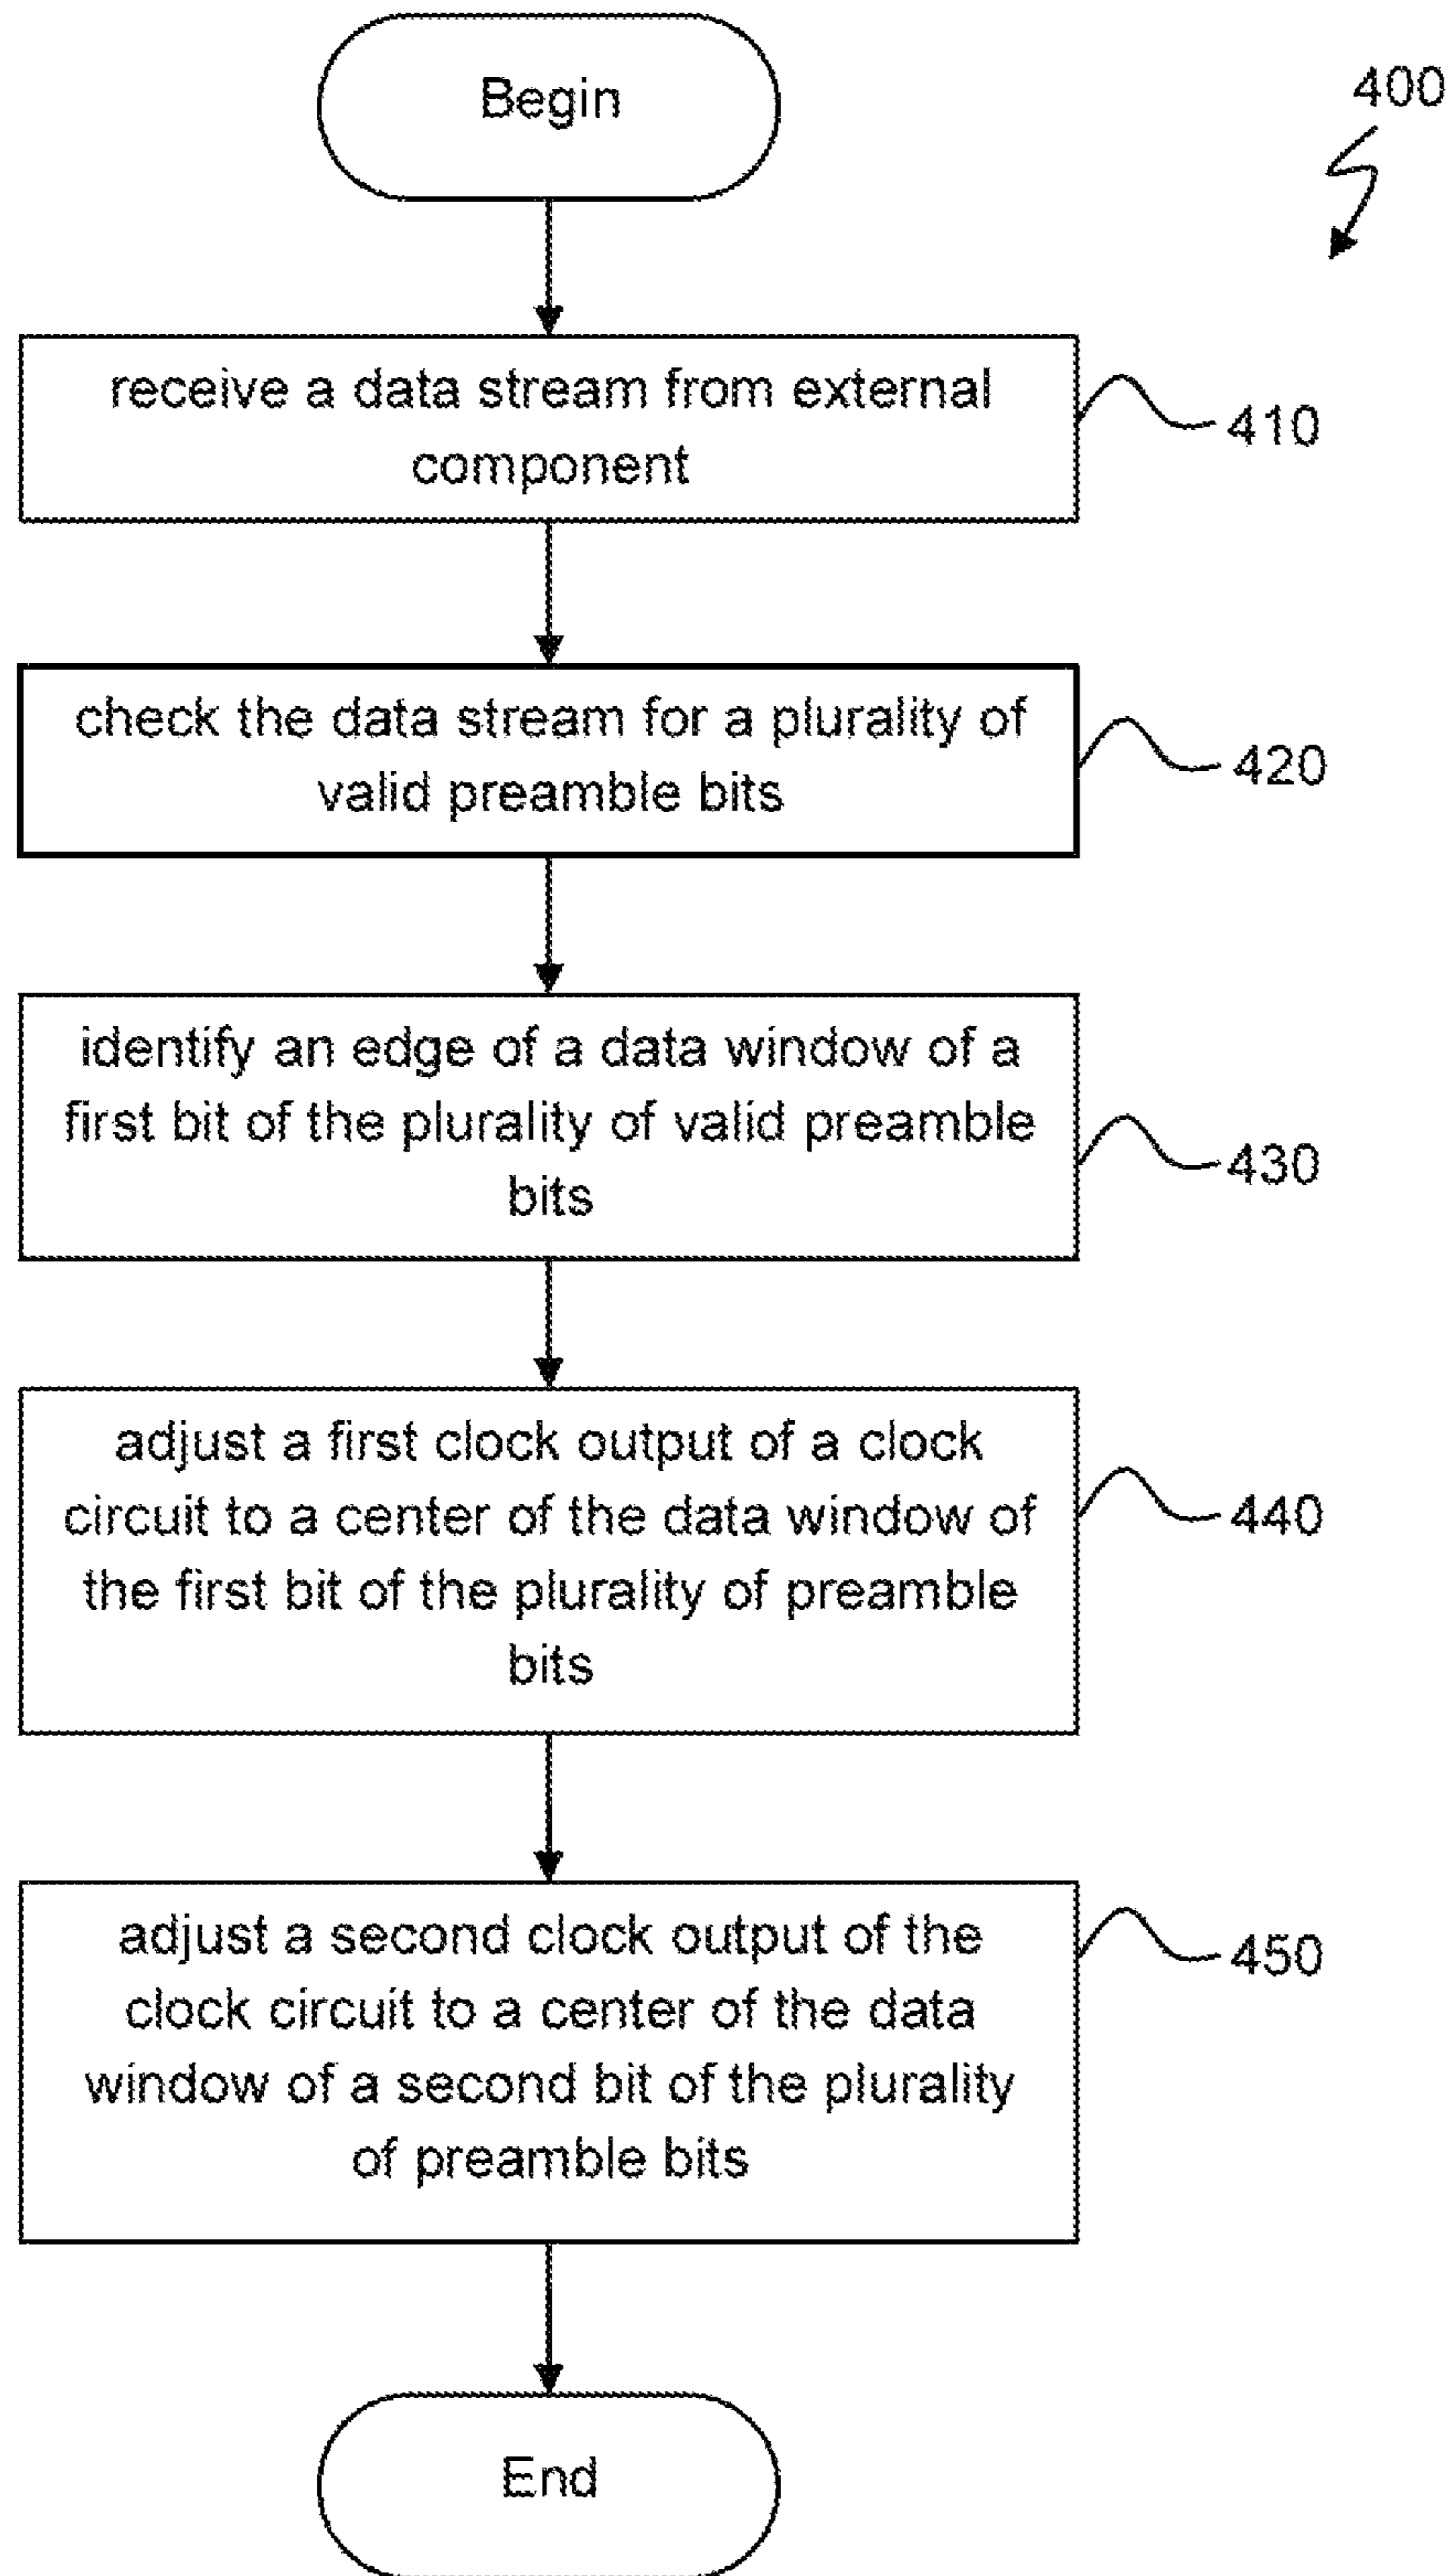 Begin
400
receive a data stream from external
component
410
check the data stream for a plurality of
valid preamble bits
420
identify an edge of a data window of a
first bit of the plurality of valid preamble
bits
430
adjust a first clock output of a clock
circuit to a center of the data window of
the first bit of the plurality of preamble
bits
440
adjust a second clock output of the
clock circuit to a center of the data
window of a second bit of the plurality
of preamble bits
450
End